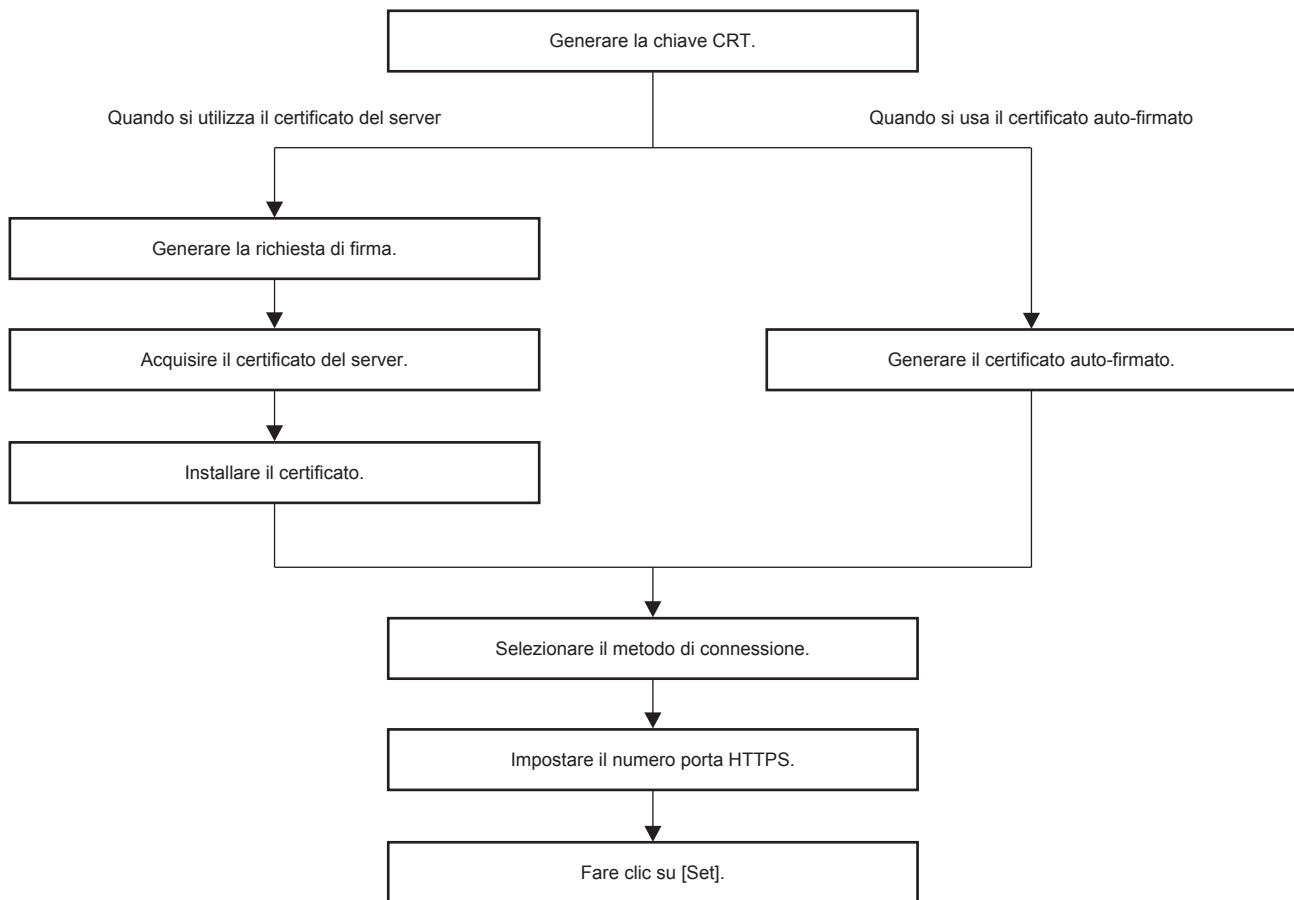 Generare la chiave CRT.
Quando si utilizza il certificato del server
Quando si usa il certificato auto-firmato
Generare la richiesta di firma.
Acquisire il certificato del server.
Generare il certificato auto-firmato.
Installare il certificato.
Selezionare il metodo di connessione.
Impostare il numero porta HTTPS.
Fare clic su [Set].